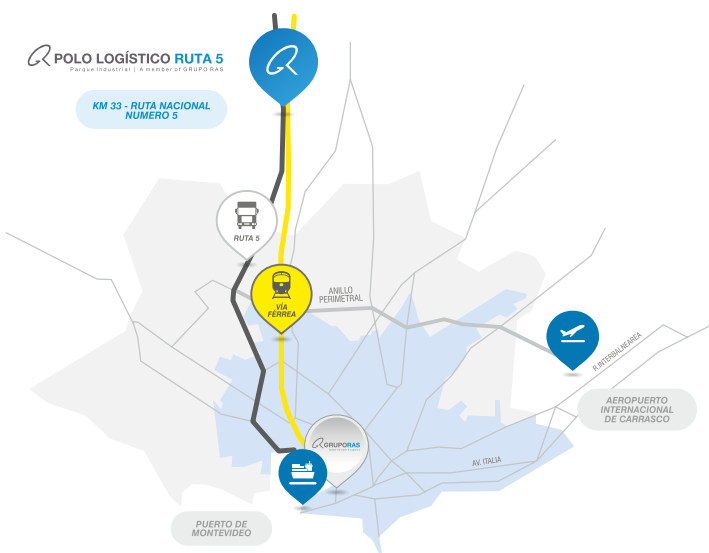 POLO LOGÍSTICO RUTA 5
Parque Industrial | A member of GRUPO RAS
KM 33 - RUTA NACIONAL
NUMERO 5
RUTA 5
VÍA
FÉRREA
ANILLO
PERIMETRAL
R. INTERBALNEAREA
AEROPUERTO
INTERNACIONAL
DE CARRASCO
GRUPORAS
AV. ITALIA
PUERTO DE
MONTEVIDEO